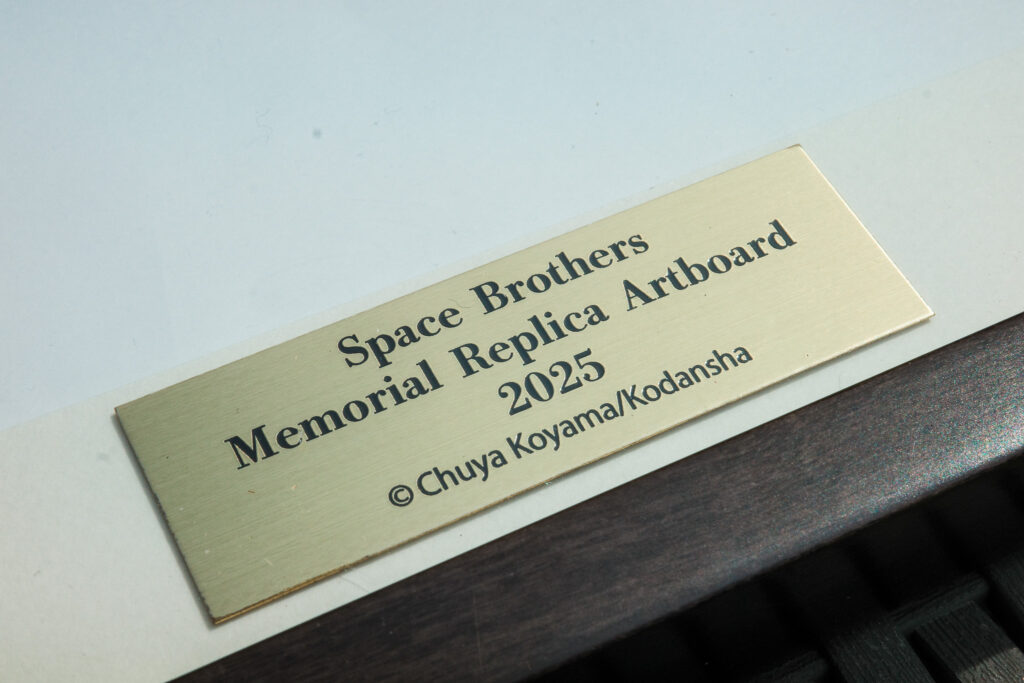 Space Brothers
Memorial Replica Artboard
2025
©Chuya Koyama/Kodansha